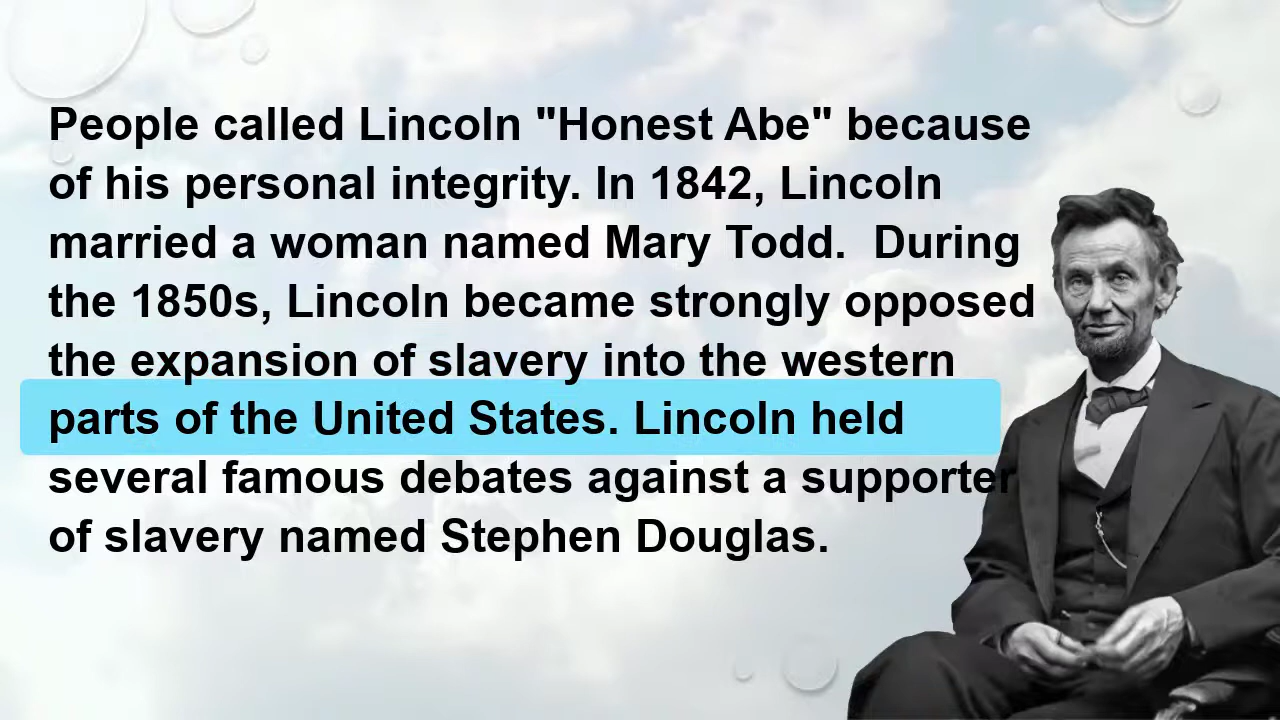 People called Lincoln "Honest Abe" because
of his personal integrity. In 1842, Lincoln
married a woman named Mary Todd.  During
the 1850s, Lincoln became strongly opposed
the expansion of slavery into the western
parts of the United States. Lincoln held
several famous debates against a supporter
of slavery named Stephen Douglas.